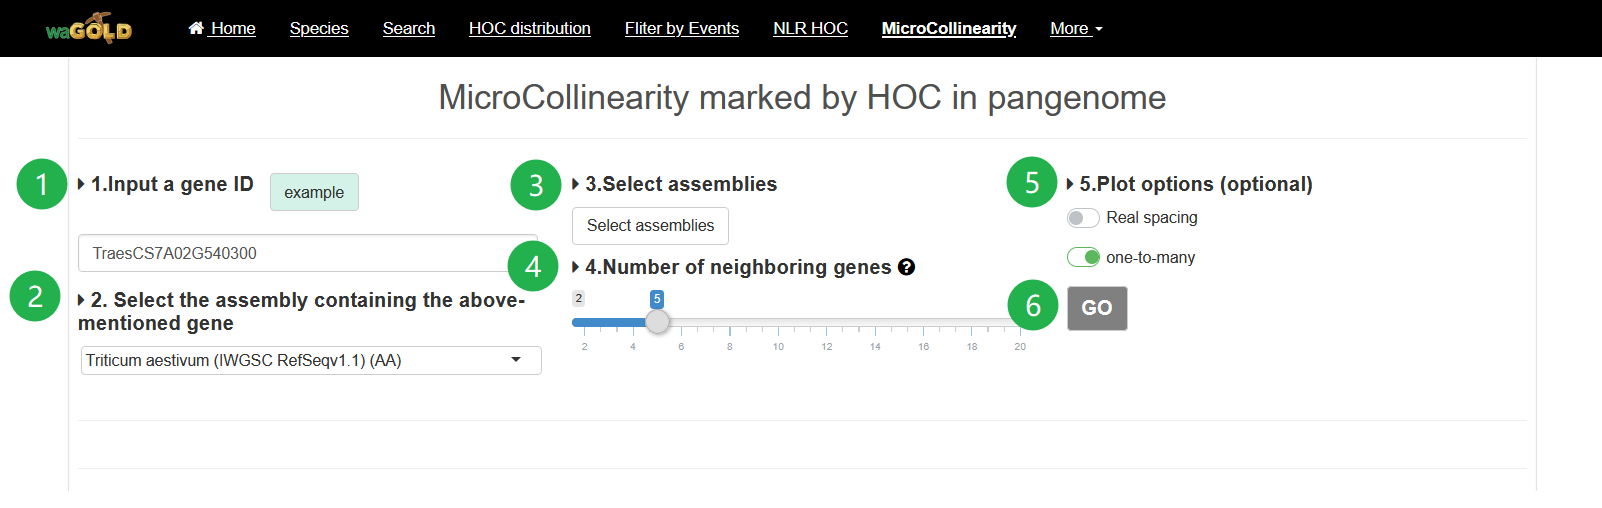 waGOLD
Home Species Search HOC distribution Fliter by Events NLR HOC MicroCollinearity More
MicroCollinearity marked by HOC in pangenome
1
1.Input a gene ID
example
TraesCS7A02G540300
2
2. Select the assembly containing the above-
mentioned gene
Triticum aestivum (IWGSC RefSeqv1.1) (AA)
3
3.Select assemblies
Select assemblies
4
4.Number of neighboring genes ?
2 5
2 4 6 8 10 12 14 16 18 20
5
5.Plot options (optional)
Real spacing
one-to-many
6
GO